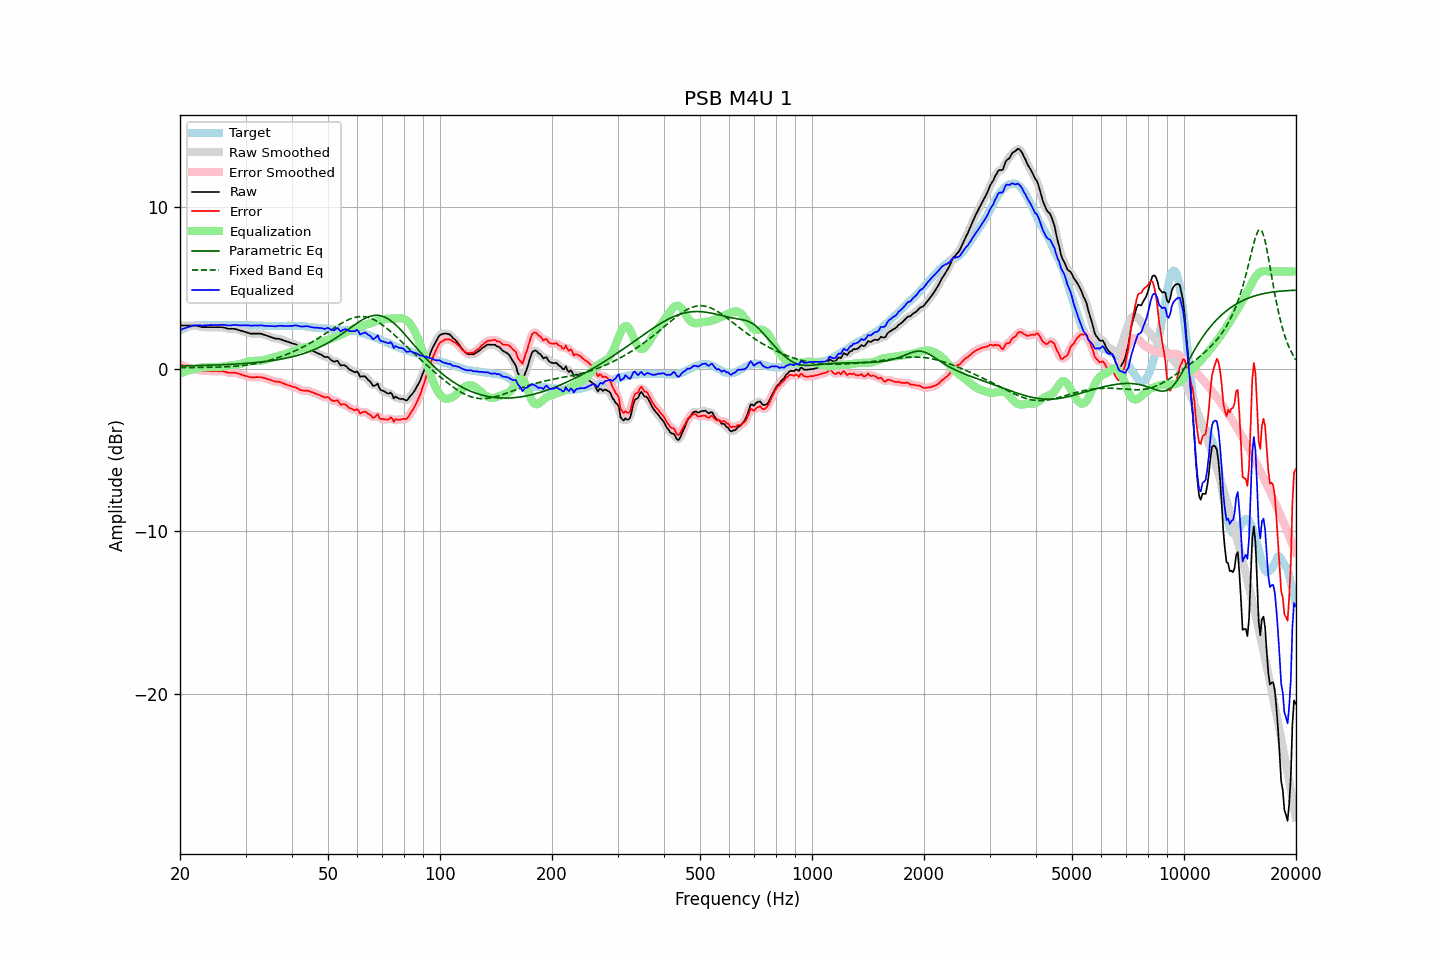 PSB M4U 1
Target
Raw Smoothed
Error Smoothed
Raw
Error
Equalization
Parametric Eq
Fixed Band Eq
Equalized
Amplitude (dBr)
10
0
−10
−20
20 50 100 200 500 1000 2000 5000 10000 20000
Frequency (Hz)